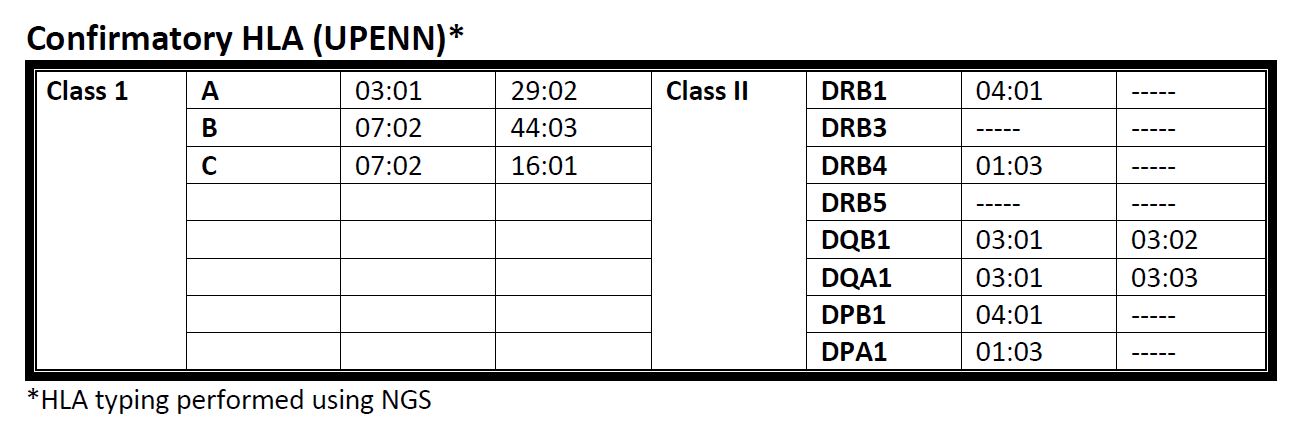 Confirmatory HLA (UPENN)*
Class 1 A 03:01 29:02 Class II DRB1 04:01 -----
B 07:02 44:03 DRB3 ----- -----
C 07:02 16:01 DRB4 01:03 -----
DRB5 ----- -----
DQB1 03:01 03:02
DQA1 03:01 03:03
DPB1 04:01 -----
DPA1 01:03 -----
*HLA typing performed using NGS